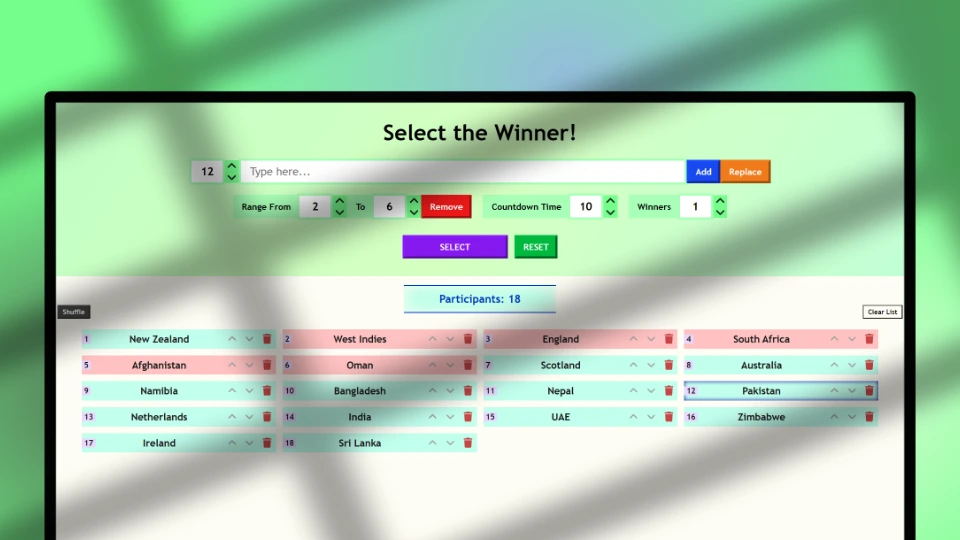 Select the Winner!
12 Type here... Add Replace
Range From 2 To 6 Remove Countdown Time 10 Winners 1
SELECT RESET
Participants: 18
Shuffle Clear List
1 New Zealand 2 West Indies 3 England 4 South Africa
5 Afghanistan 6 Oman 7 Scotland 8 Australia
9 Namibia 10 Bangladesh 11 Nepal 12 Pakistan
13 Netherlands 14 India 15 UAE 16 Zimbabwe
17 Ireland 18 Sri Lanka